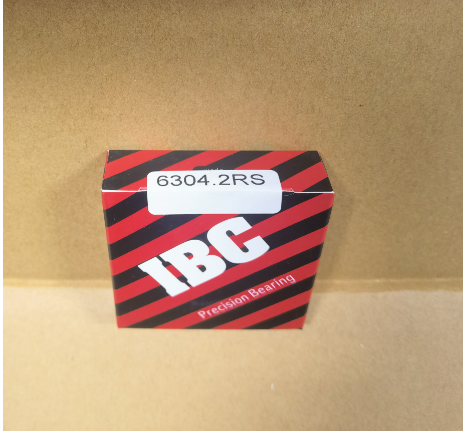 6304.2RS
IBC
Precision Bearing